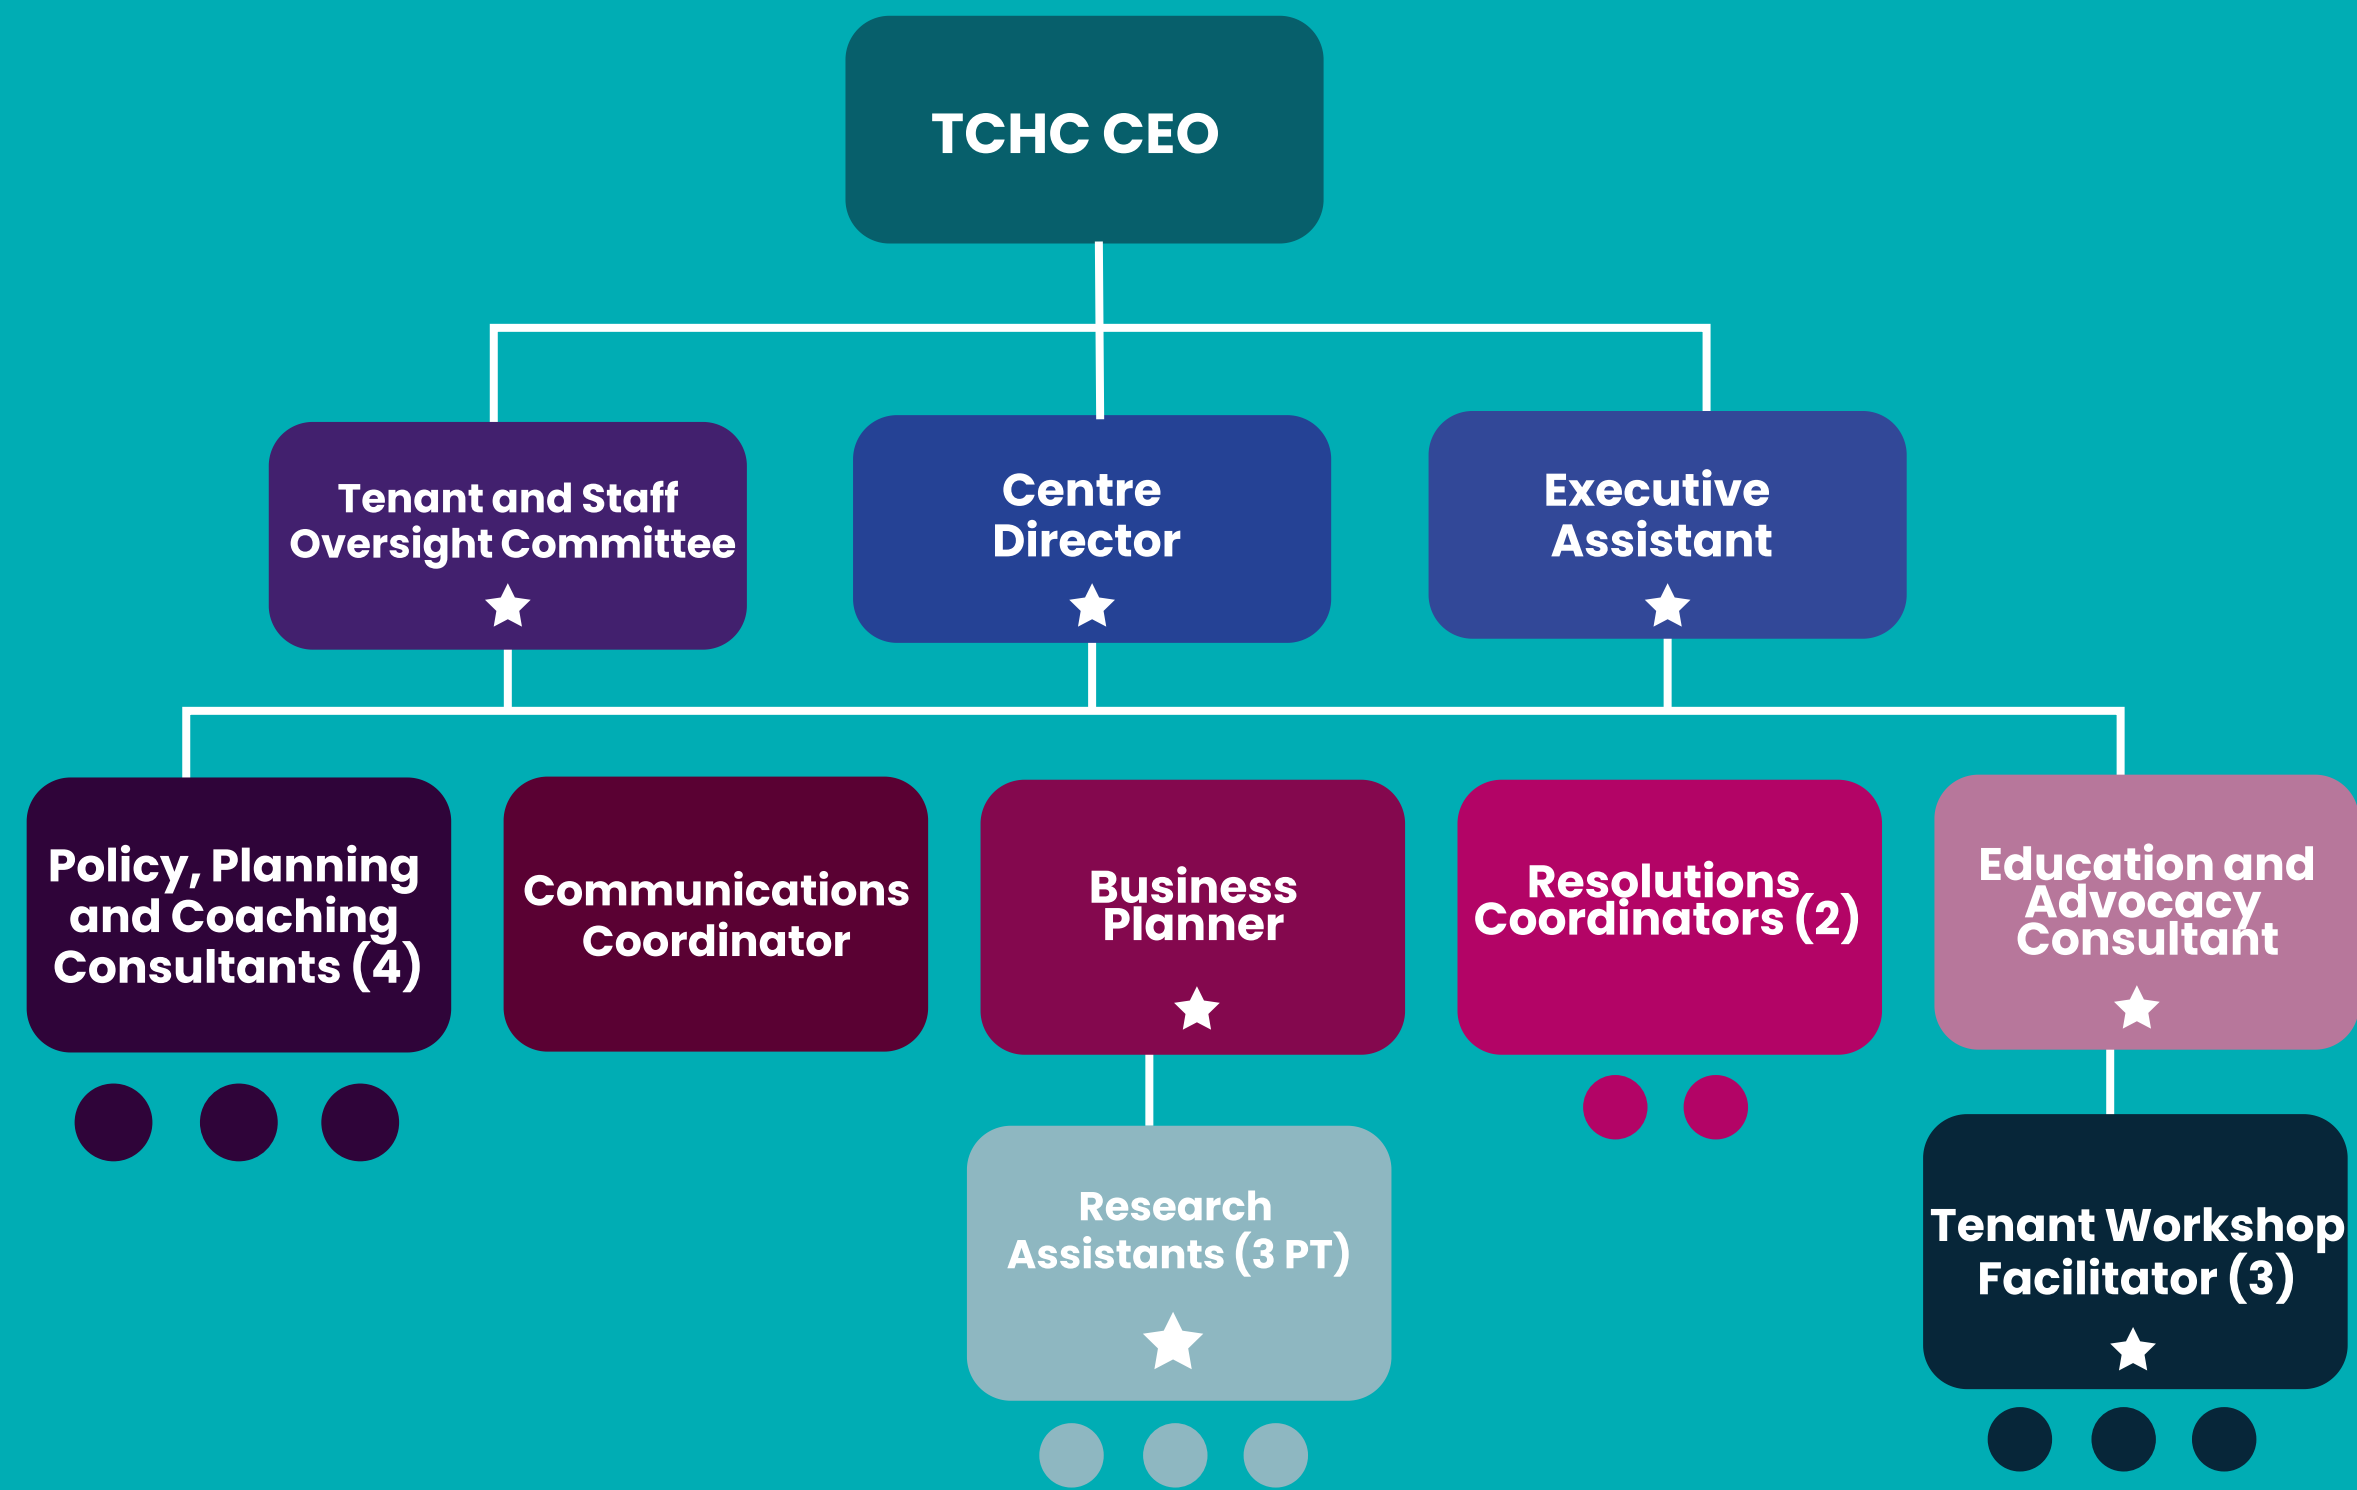 TCHC CEO
Tenant and Staff
Oversight Committee
Centre
Director
Executive
Assistant
Policy, Planning
and Coaching
Consultants (4)
Communications
Coordinator
Business
Planner
Resolutions
Coordinators (2)
Education and
Advocacy
Consultant
Research
Assistants (3 PT)
Tenant Workshop
Facilitator (3)